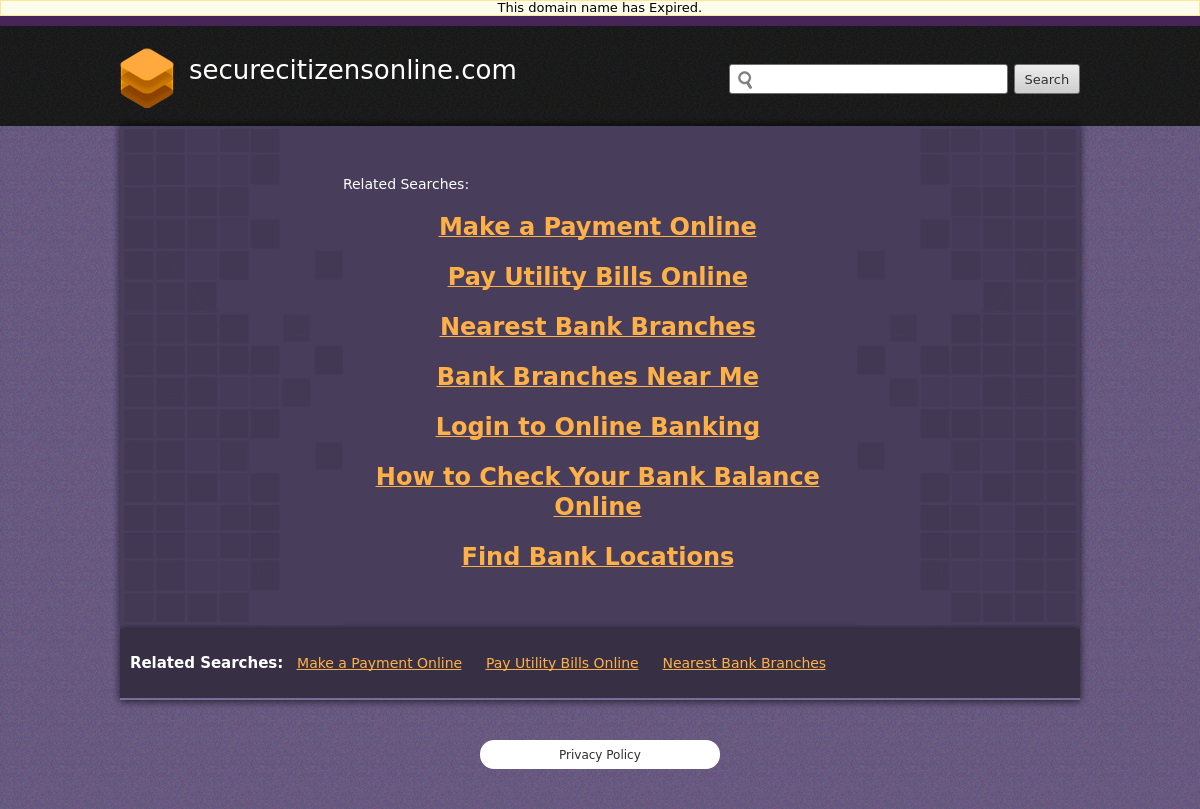 This domain name has Expired.
securecitizensonline.com
Search
Related Searches:
Make a Payment Online
Pay Utility Bills Online
Nearest Bank Branches
Bank Branches Near Me
Login to Online Banking
How to Check Your Bank Balance
Online
Find Bank Locations
Related Searches: Make a Payment Online Pay Utility Bills Online Nearest Bank Branches
Privacy Policy